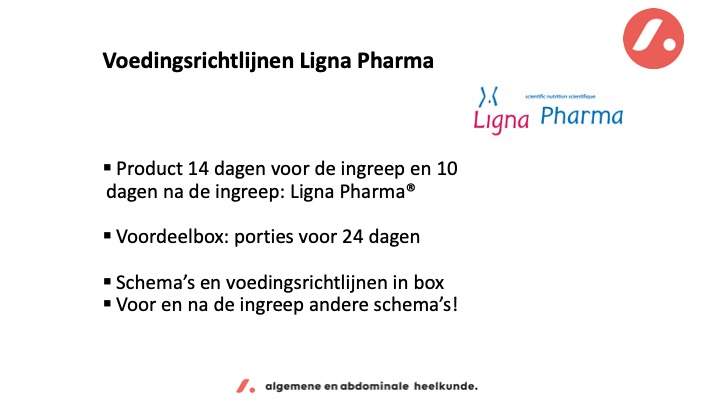 Voedingsrichtlijnen Ligna Pharma
scientific nutrition scientifique
Ligna Pharma
▪ Product 14 dagen voor de ingreep en 10
dagen na de ingreep: Ligna Pharma®
▪ Voordeelbox: porties voor 24 dagen
▪ Schema’s en voedingsrichtlijnen in box
▪ Voor en na de ingreep andere schema’s!
algemene en abdominale heelkunde.